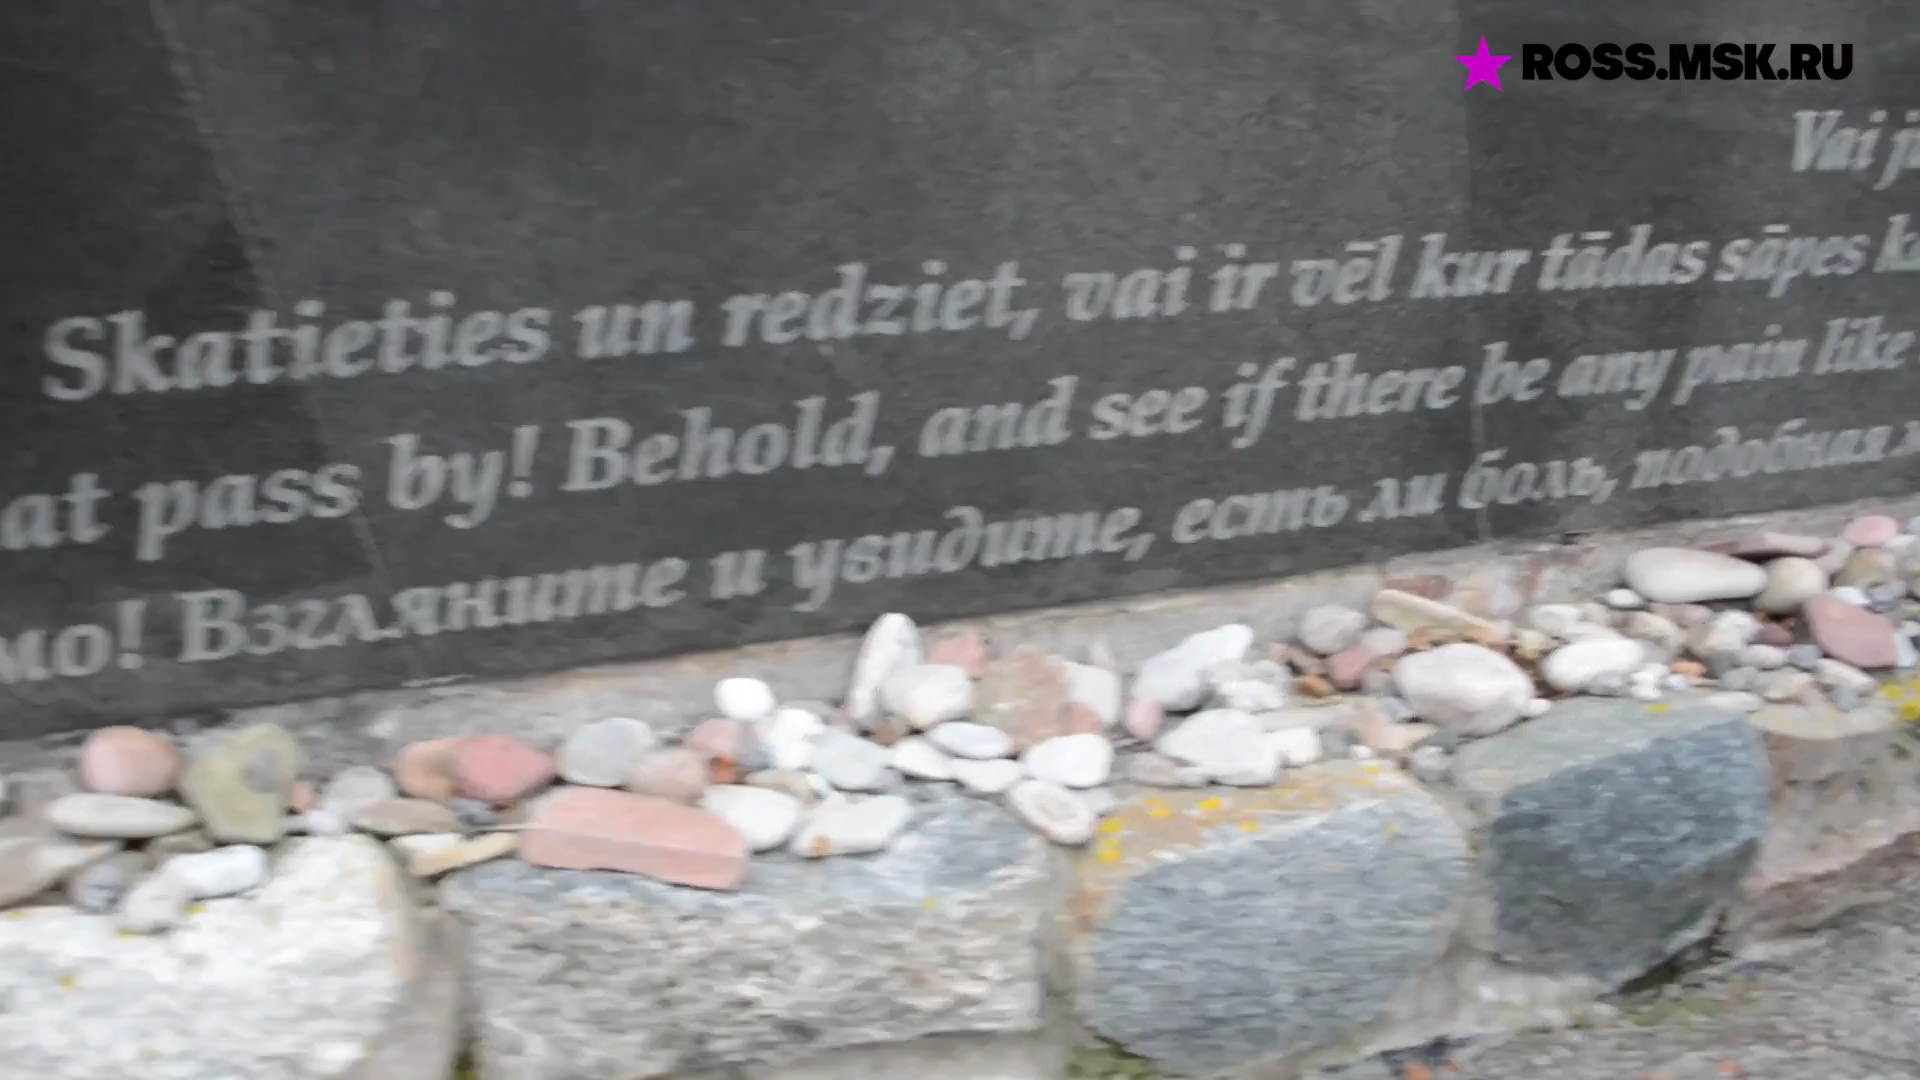 ROSS.MSK.RU
Vai
Skatieties un redziet, vai ir vēl kur tādas sāpes
at pass by! Behold, and see if there be any pain like
мо! Взгляните и увидите, есть ли боль, подобная